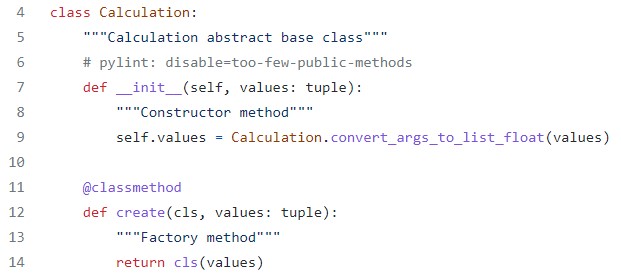 4 class Calculation:
5     """Calculation abstract base class"""
6     # pylint: disable=too-few-public-methods
7     def __init__(self, values: tuple):
8         """Constructor method"""
9         self.values = Calculation.convert_args_to_list_float(values)
10
11     @classmethod
12     def create(cls, values: tuple):
13         """Factory method"""
14         return cls(values)